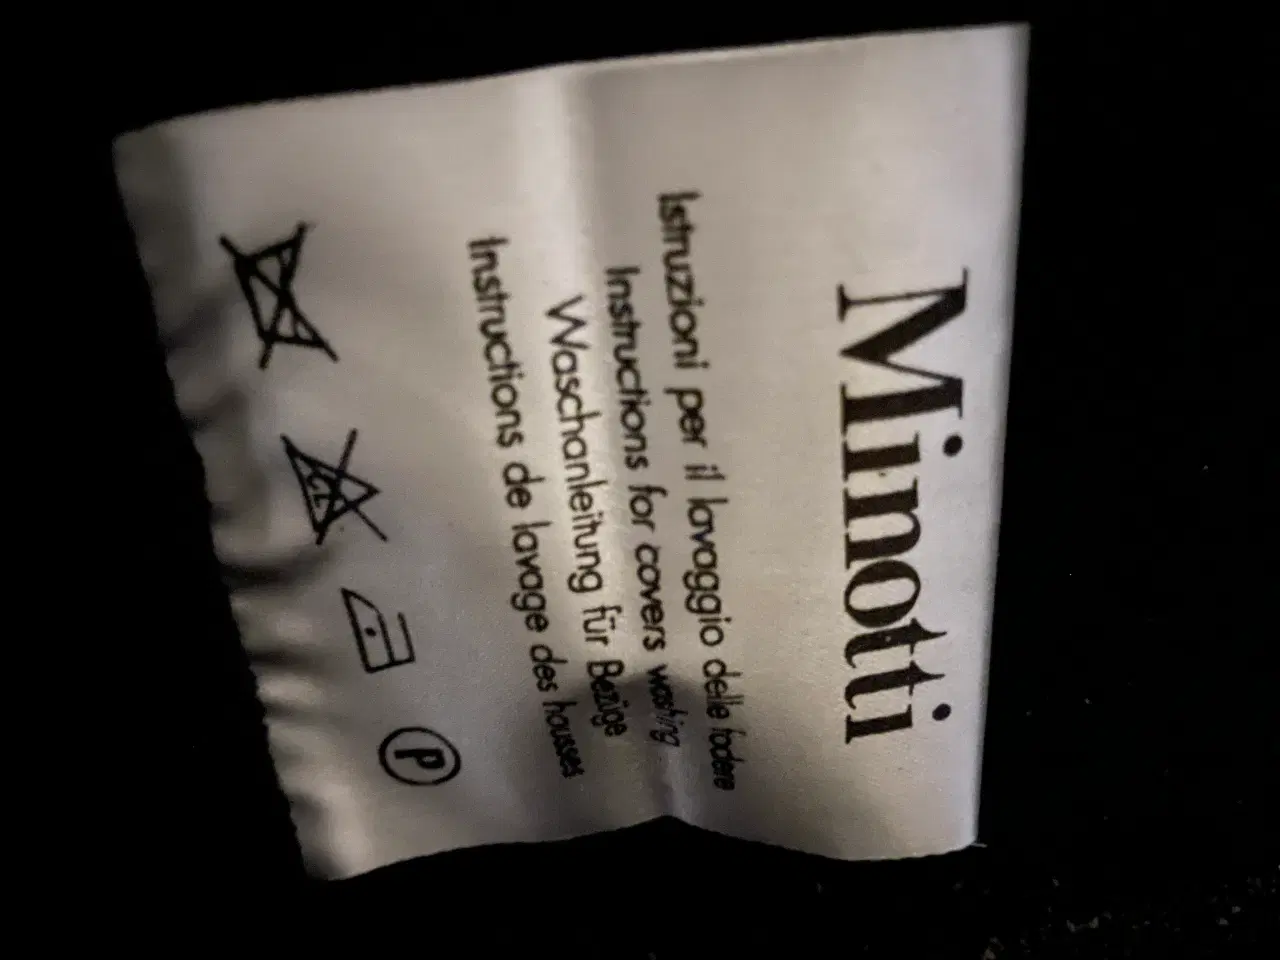 Minotti
Istruzioni per il lavaggio delle fodere
Instructions for covers washing
Waschanleitung für Bezüge
Instructions de lavage des housses
CL P